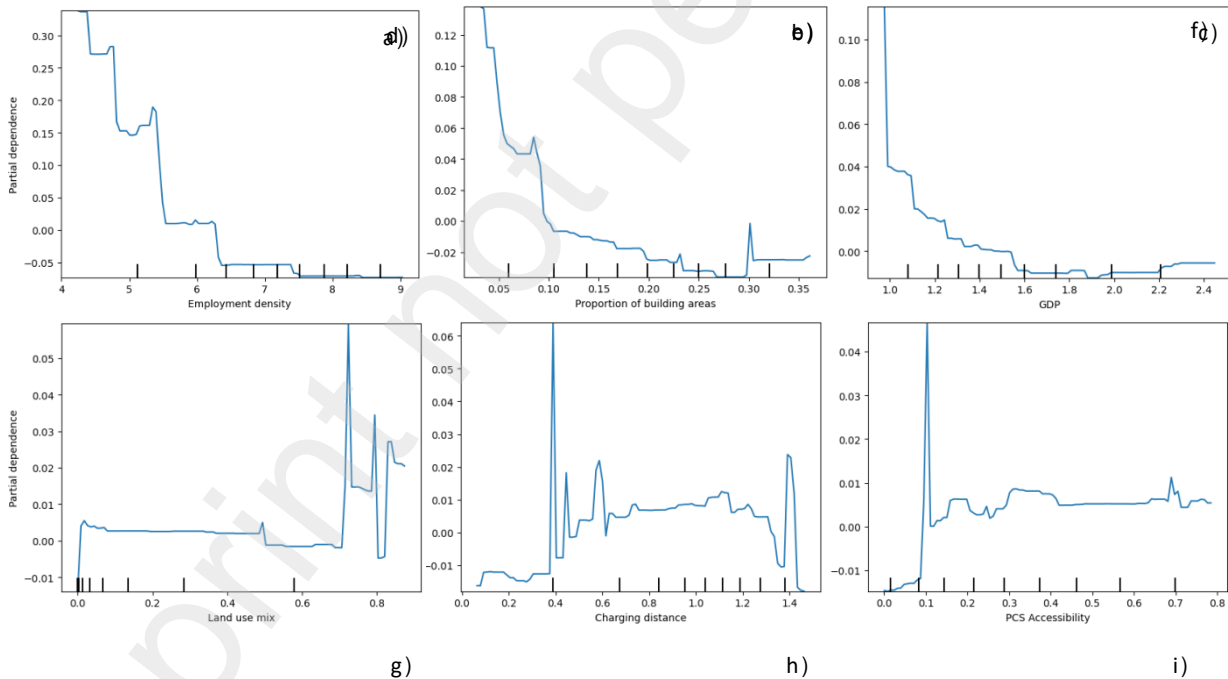 a) d)
b) e)
c) f)
Partial dependence
0.30
0.25
0.20
0.15
0.10
0.05
0.00
−0.05
4 5 6 7 8 9
Employment density
0.12
0.10
0.08
0.06
0.04
0.02
0.00
−0.02
0.05 0.10 0.15 0.20 0.25 0.30 0.35
Proportion of building areas
0.10
0.08
0.06
0.04
0.02
0.00
1.0 1.2 1.4 1.6 1.8 2.0 2.2 2.4
GDP
Partial dependence
0.05
0.04
0.03
0.02
0.01
0.00
−0.01
0.0 0.2 0.4 0.6 0.8
Land use mix
0.06
0.05
0.04
0.03
0.02
0.01
0.00
−0.01
0.0 0.2 0.4 0.6 0.8 1.0 1.2 1.4
Charging distance
0.04
0.03
0.02
0.01
0.00
−0.01
0.0 0.1 0.2 0.3 0.4 0.5 0.6 0.7 0.8
PCS Accessibility
g) h) i)
print not pe